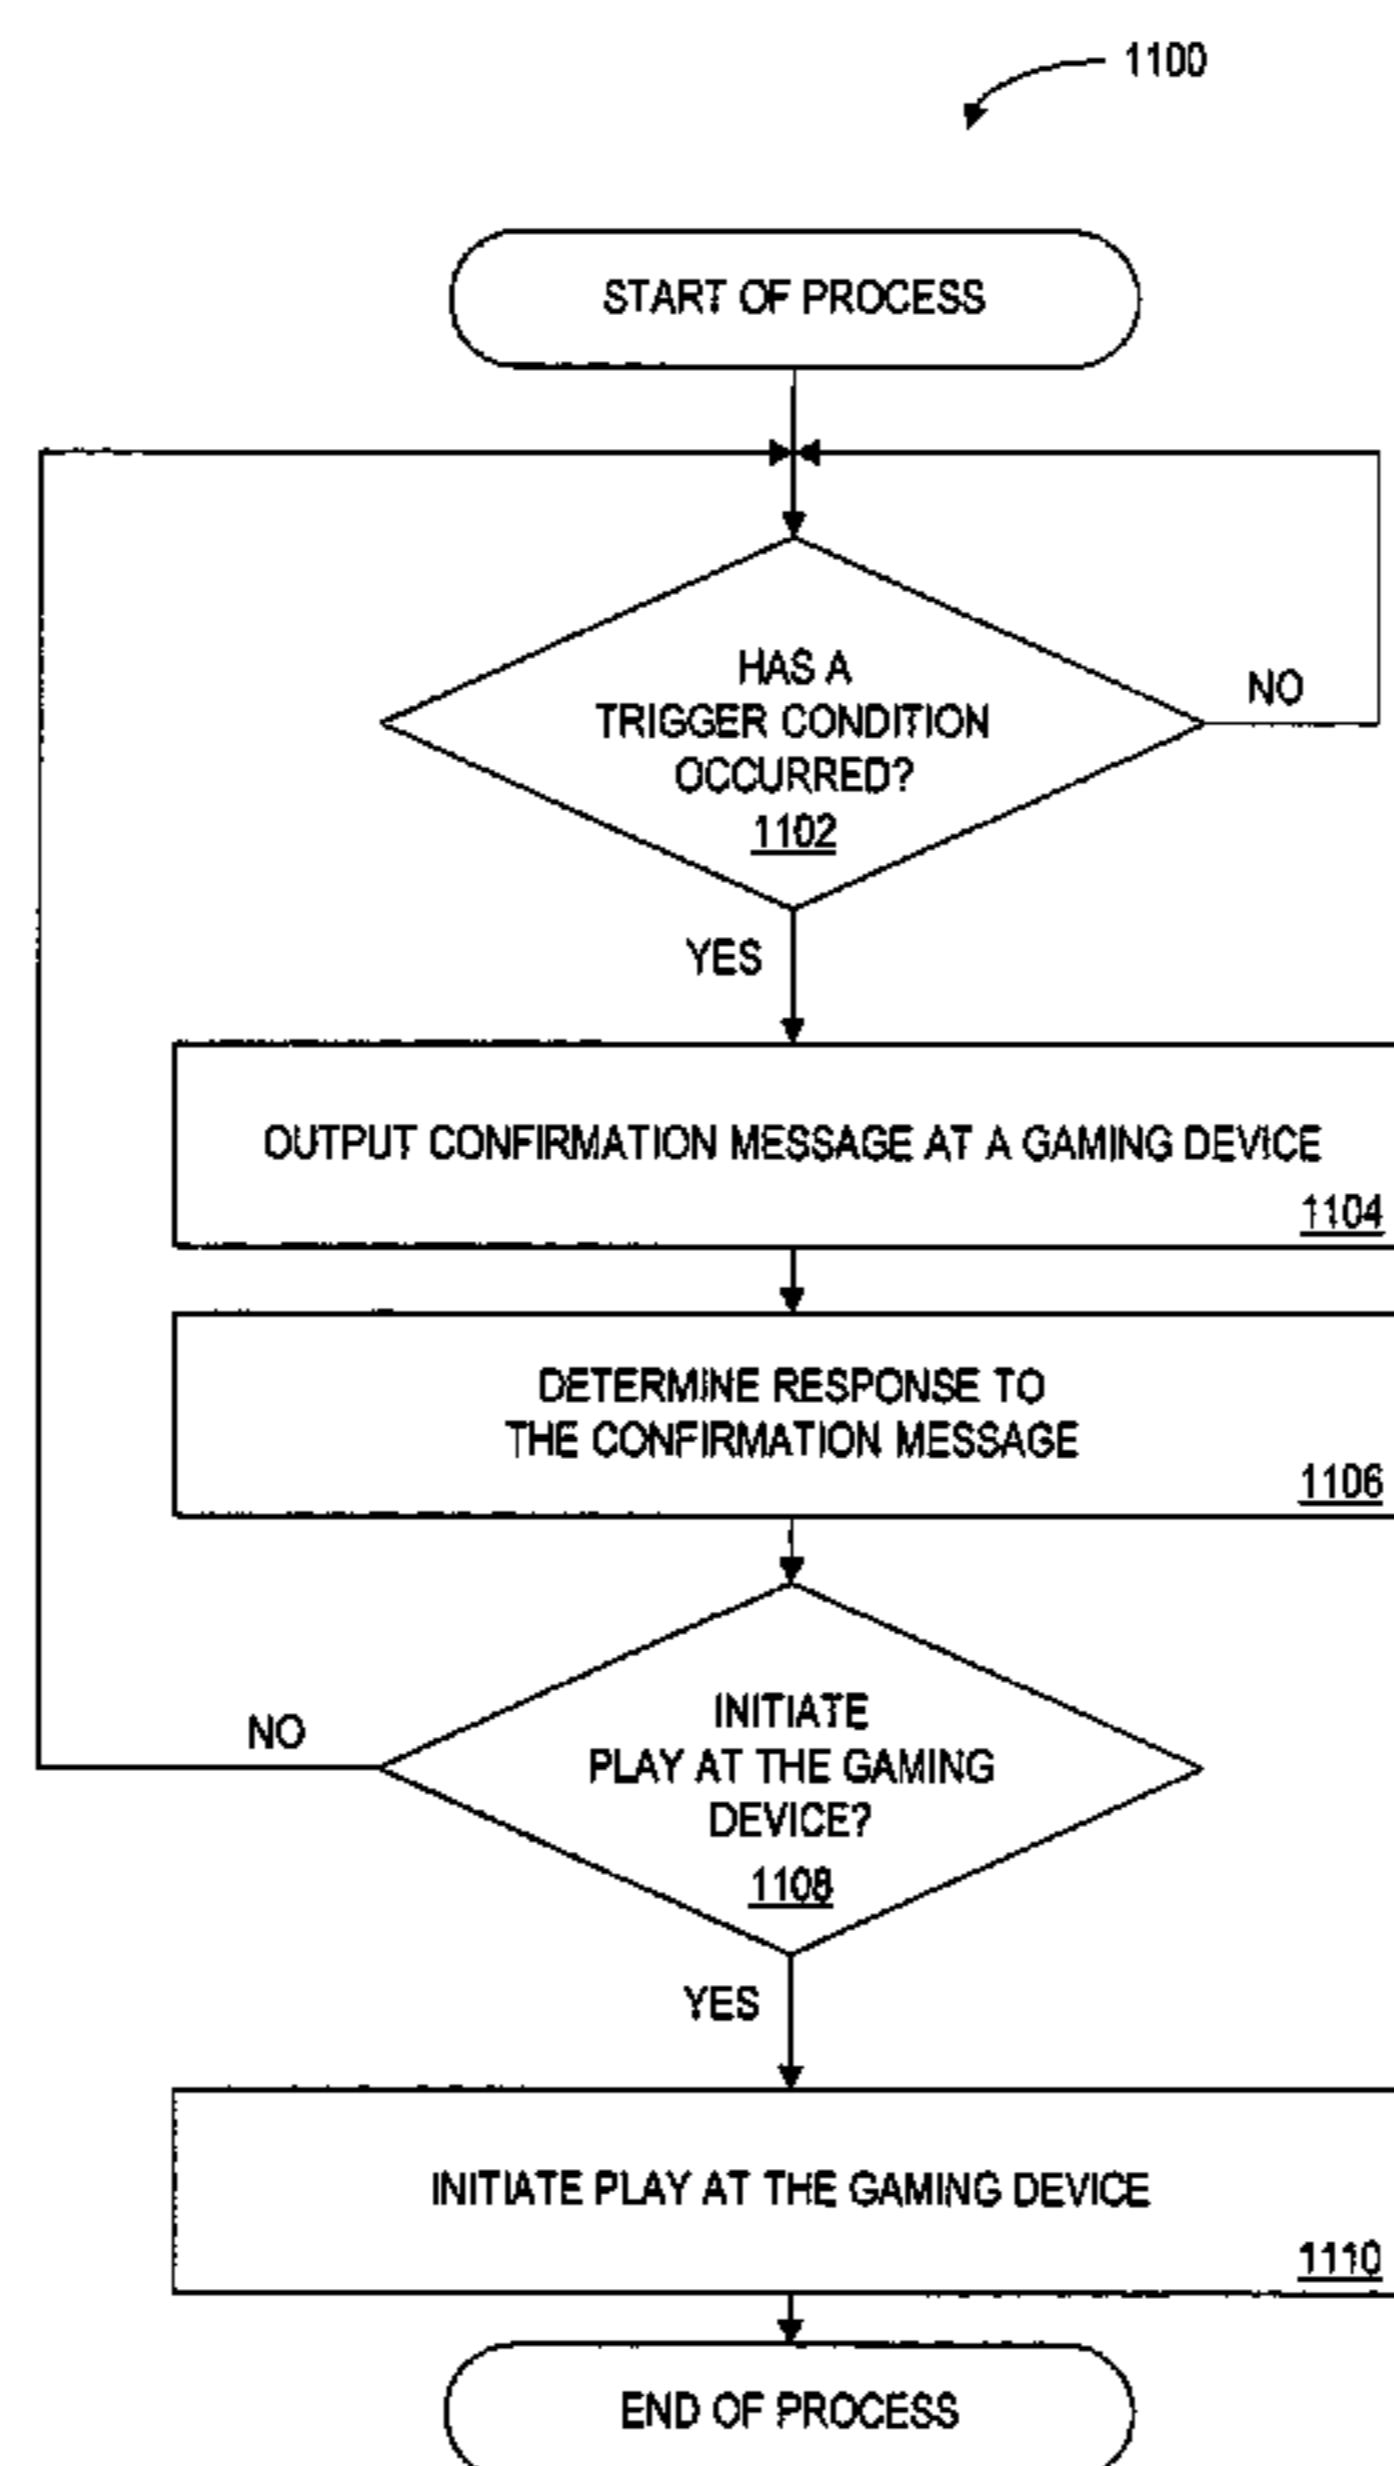 1100
START OF PROCESS
HAS A
TRIGGER CONDITION
OCCURRED?
1102
NO
YES
OUTPUT CONFIRMATION MESSAGE AT A GAMING DEVICE
1104
DETERMINE RESPONSE TO
THE CONFIRMATION MESSAGE
1106
INITIATE
PLAY AT THE GAMING
DEVICE?
1108
NO
YES
INITIATE PLAY AT THE GAMING DEVICE
1110
END OF PROCESS